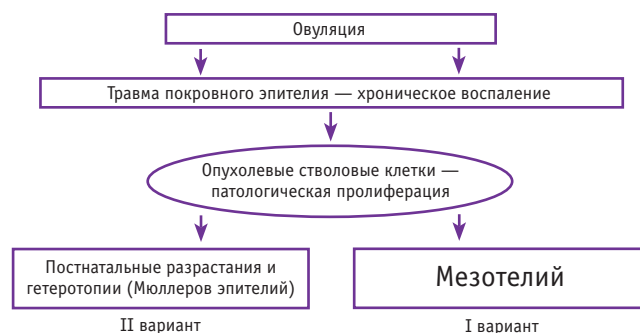 Овуляция
Травма покровного эпителия — хроническое воспаление
Опухолевые стволовые клетки —
патологическая пролиферация
Постнатальные разрастания и
гетеротопии (Мюллеров эпителий)
Мезотелий
II вариант
I вариант